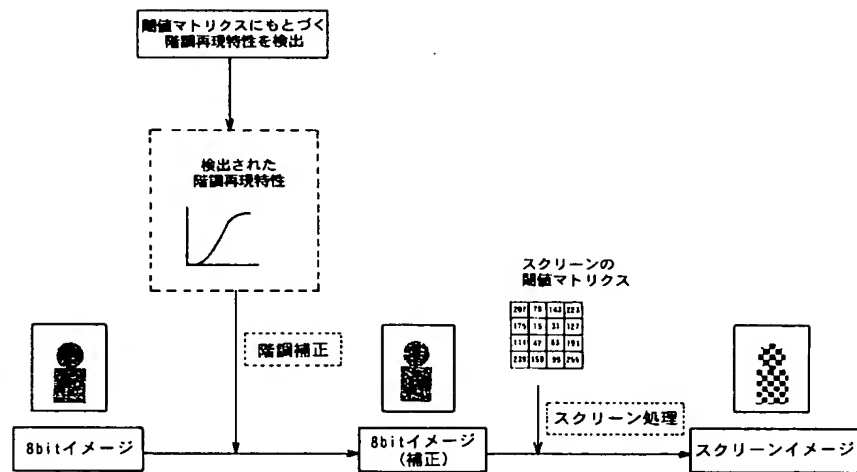 閾値マトリクスにもとづく
階調再現特性を検出
検出された
階調再現特性
スクリーンの
閾値マトリクス
207 79 143 223
175 15 31 127
111 47 63 191
239 159 95 255
階調補正
スクリーン処理
8bitイメージ
8bitイメージ
(補正)
スクリーンイメージ